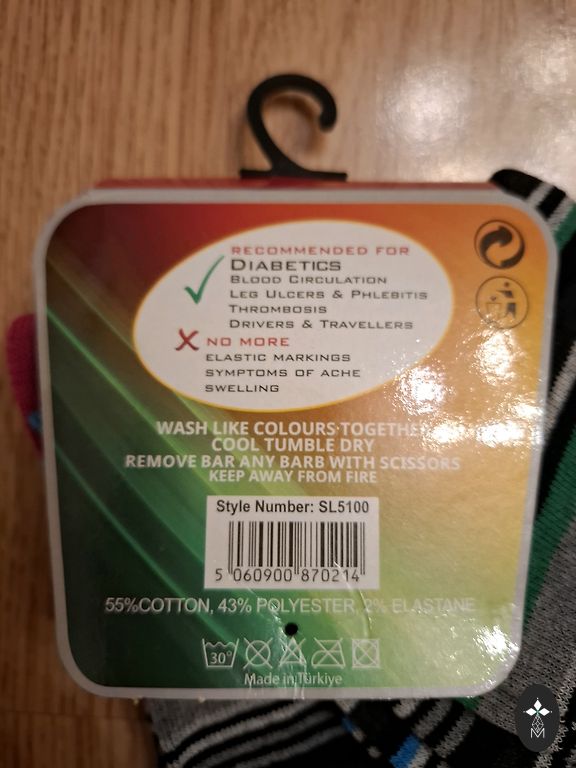 RECOMMENDED FOR
DIABETICS
BLOOD CIRCULATION
LEG ULCERS & PHLEBITIS
THROMBOSIS
DRIVERS & TRAVELLERS
NO MORE
ELASTIC MARKINGS
SYMPTOMS OF ACHE
SWELLING
WASH LIKE COLOURS TOGETHER
COOL TUMBLE DRY
REMOVE BAR ANY BARB WITH SCISSORS
KEEP AWAY FROM FIRE
Style Number: SL5100
5 060900 870214
55%COTTON, 43% POLYESTER, 2% ELASTANE
30°
Made in Türkiye
M